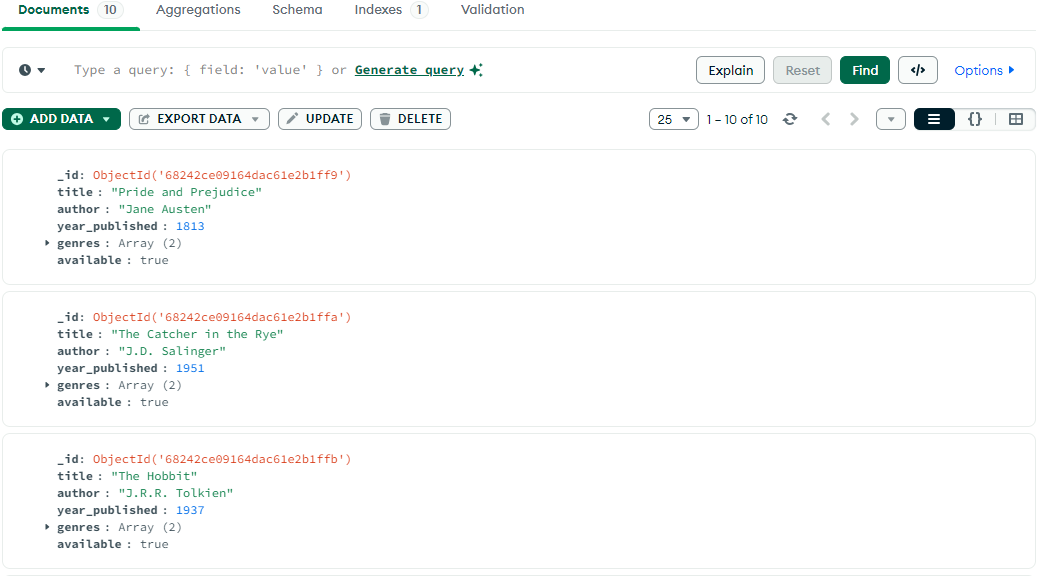 Documents 10 Aggregations Schema Indexes 1 Validation
Type a query: { field: 'value' } or Generate query Explain Reset Find </> Options
ADD DATA EXPORT DATA UPDATE DELETE 25 1 – 10 of 10 {}
_id: ObjectId('68242ce09164dac61e2b1ff9')
title : "Pride and Prejudice"
author : "Jane Austen"
year_published : 1813
genres : Array (2)
available : true
_id: ObjectId('68242ce09164dac61e2b1ffa')
title : "The Catcher in the Rye"
author : "J.D. Salinger"
year_published : 1951
genres : Array (2)
available : true
_id: ObjectId('68242ce09164dac61e2b1ffb')
title : "The Hobbit"
author : "J.R.R. Tolkien"
year_published : 1937
genres : Array (2)
available : true